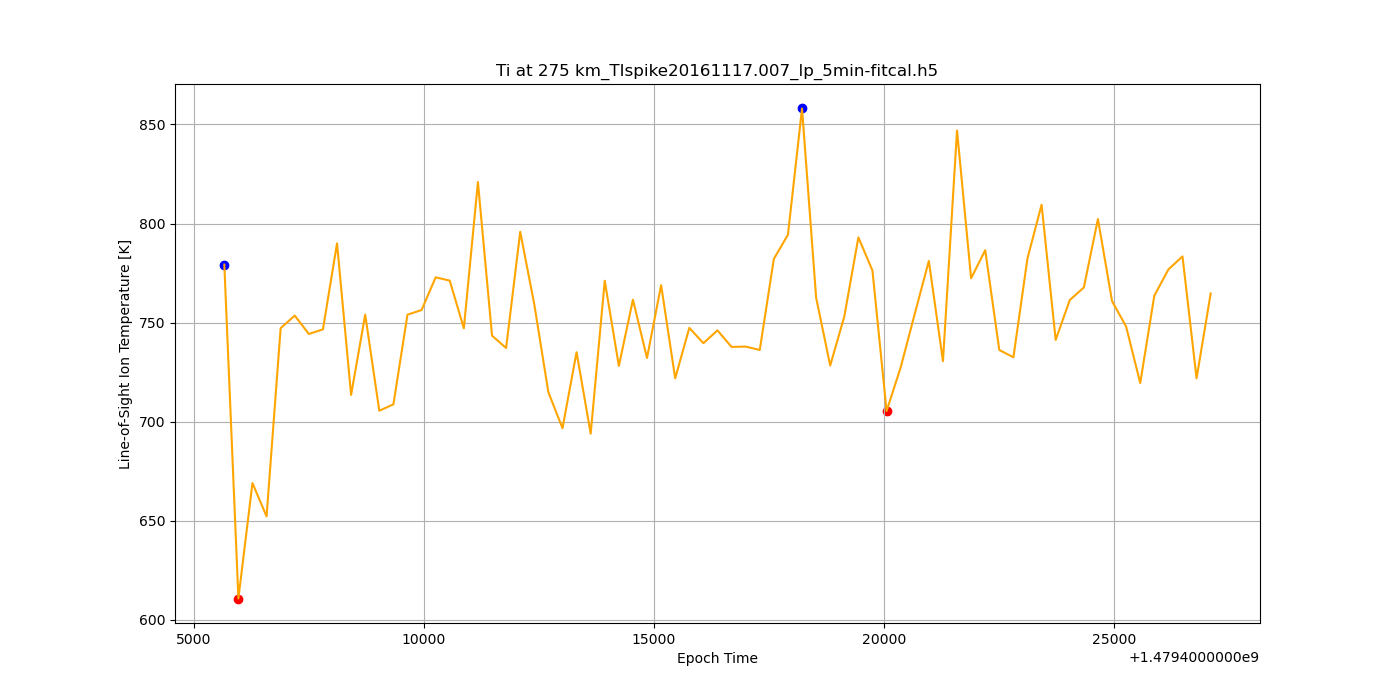 Ti at 275 km_TIspike20161117.007_lp_5min-fitcal.h5
Line-of-Sight Ion Temperature [K]
850
800
750
700
650
600
5000 10000 15000 20000 25000
Epoch Time
+1.4794000000e9